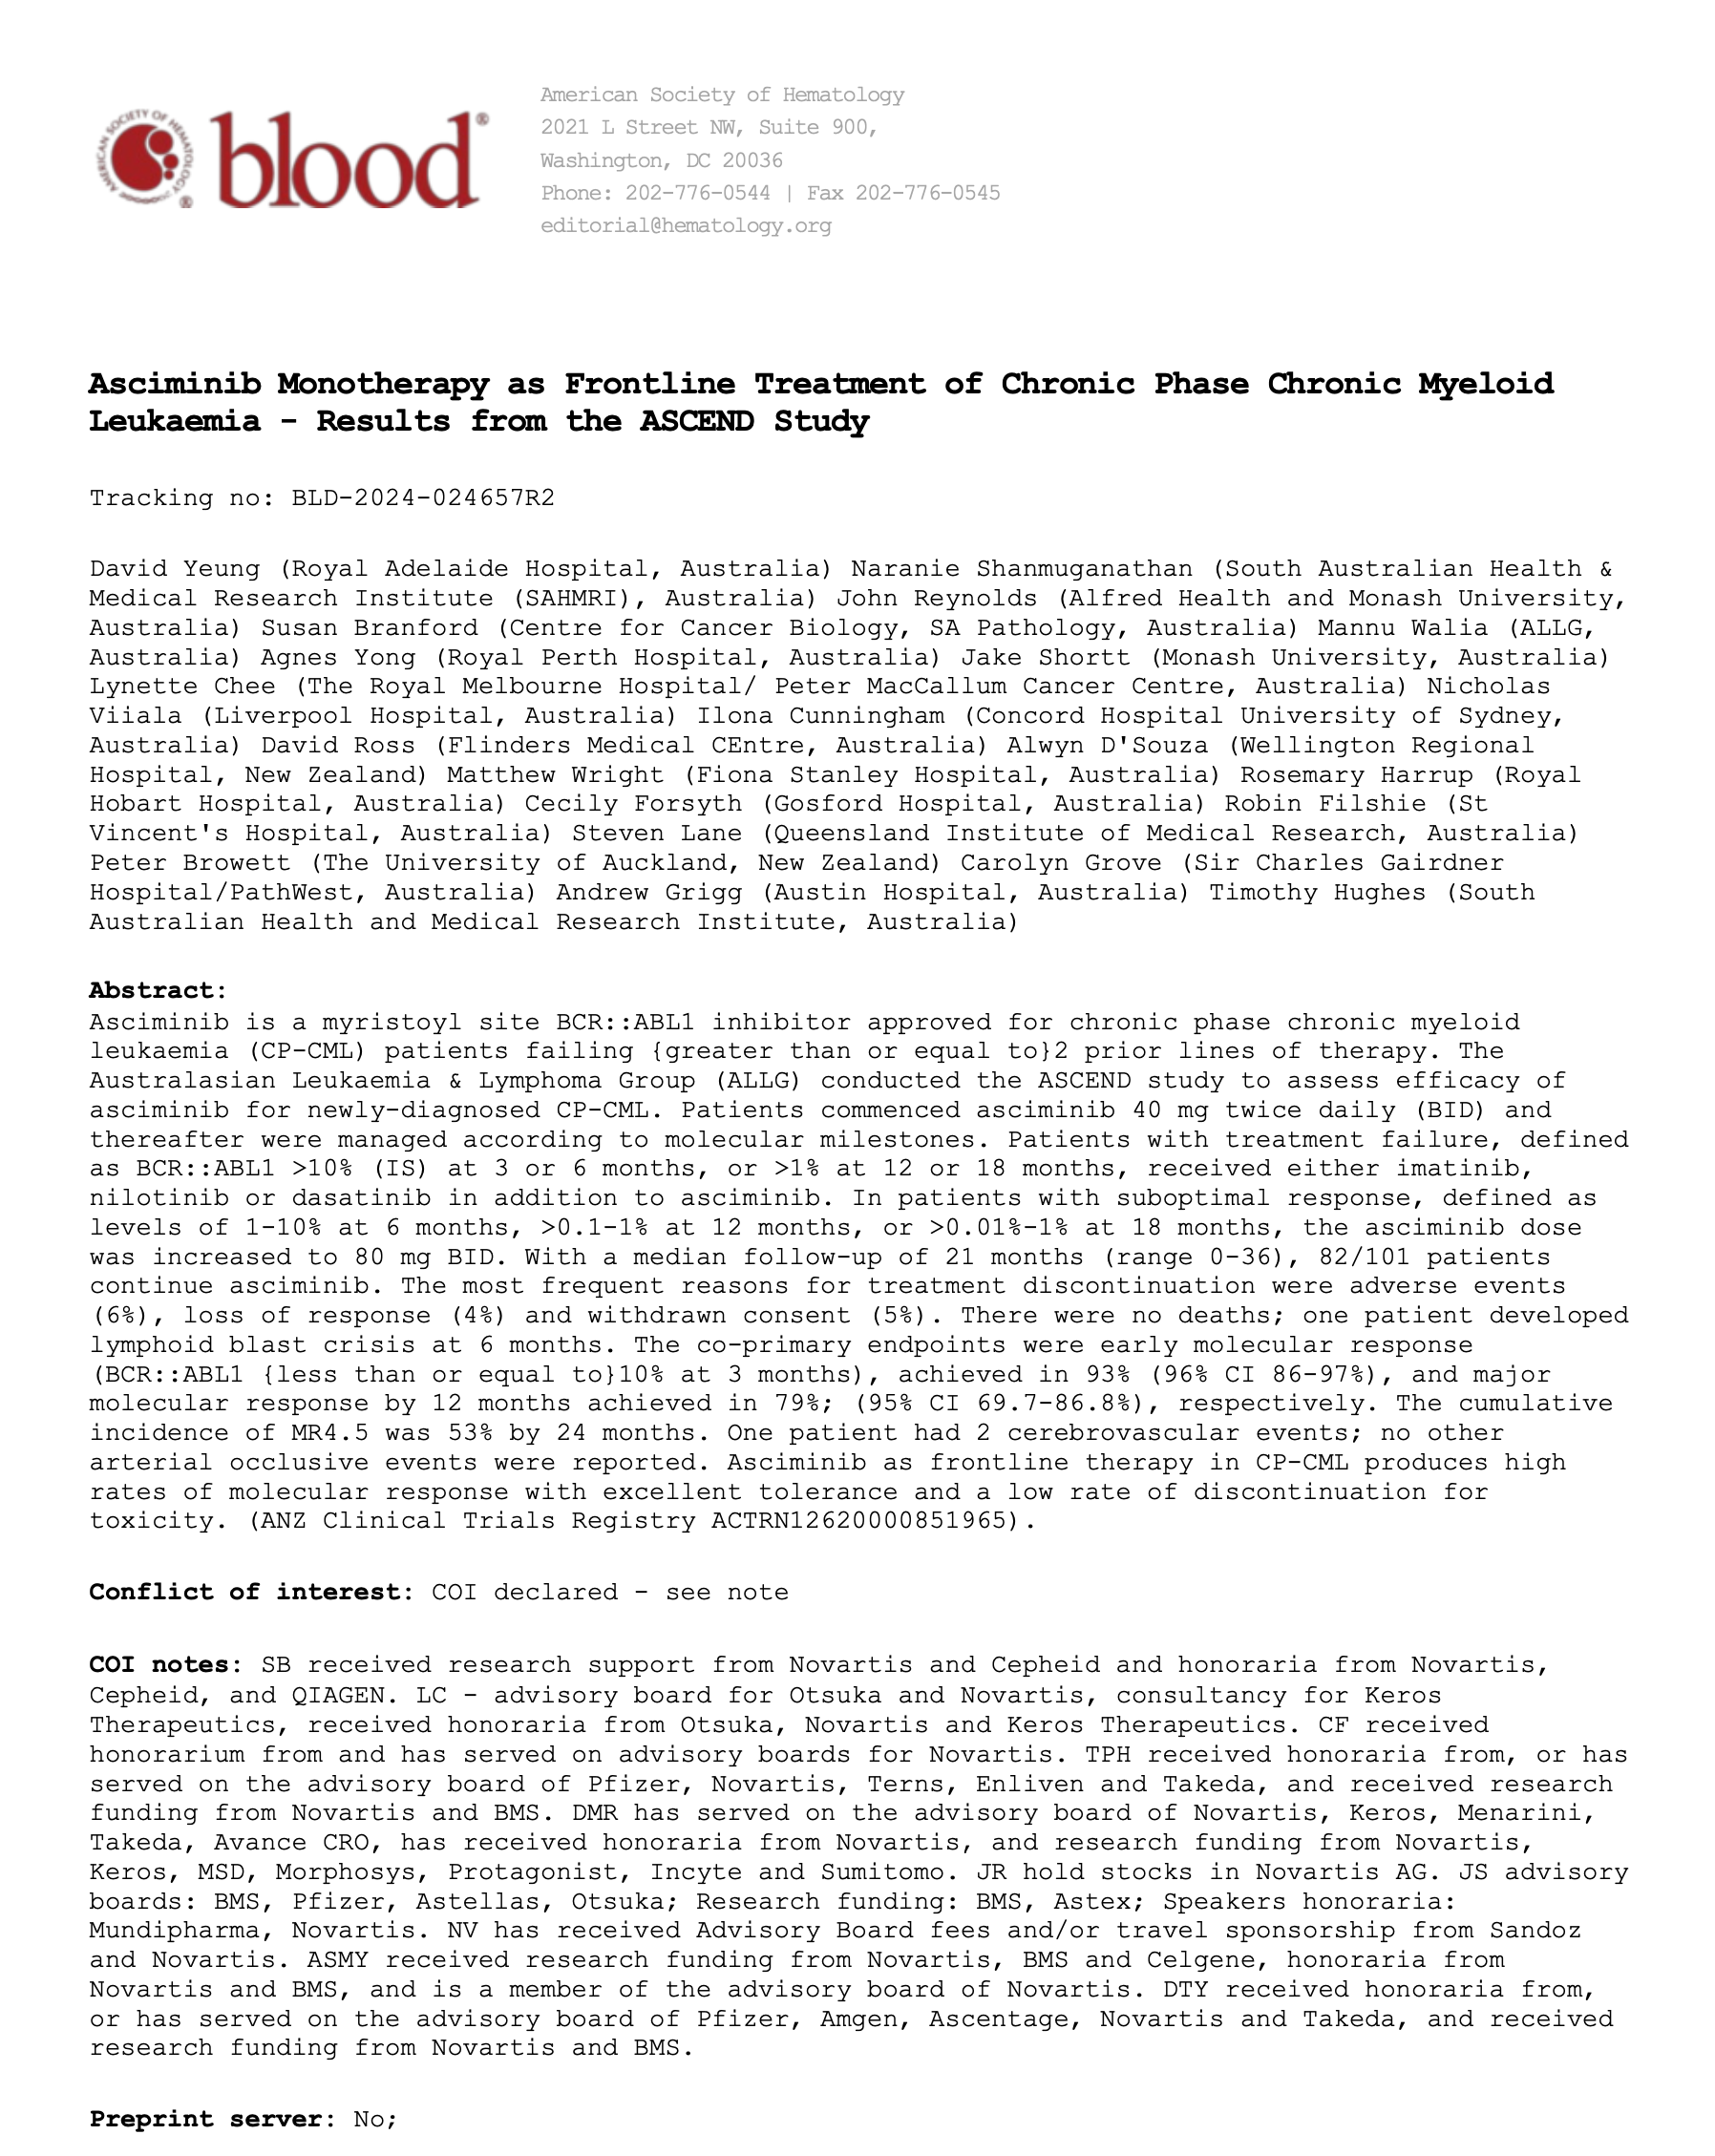 AMERICAN SOCIETY OF HEMATOLOGY ®
blood®
American Society of Hematology
2021 L Street NW, Suite 900,
Washington, DC 20036
Phone: 202-776-0544 | Fax 202-776-0545
editorial@hematology.org
Asciminib Monotherapy as Frontline Treatment of Chronic Phase Chronic Myeloid
Leukaemia - Results from the ASCEND Study
Tracking no: BLD-2024-024657R2
David Yeung (Royal Adelaide Hospital, Australia) Naranie Shanmuganathan (South Australian Health &
Medical Research Institute (SAHMRI), Australia) John Reynolds (Alfred Health and Monash University,
Australia) Susan Branford (Centre for Cancer Biology, SA Pathology, Australia) Mannu Walia (ALLG,
Australia) Agnes Yong (Royal Perth Hospital, Australia) Jake Shortt (Monash University, Australia)
Lynette Chee (The Royal Melbourne Hospital/ Peter MacCallum Cancer Centre, Australia) Nicholas
Viiala (Liverpool Hospital, Australia) Ilona Cunningham (Concord Hospital University of Sydney,
Australia) David Ross (Flinders Medical CEntre, Australia) Alwyn D'Souza (Wellington Regional
Hospital, New Zealand) Matthew Wright (Fiona Stanley Hospital, Australia) Rosemary Harrup (Royal
Hobart Hospital, Australia) Cecily Forsyth (Gosford Hospital, Australia) Robin Filshie (St
Vincent's Hospital, Australia) Steven Lane (Queensland Institute of Medical Research, Australia)
Peter Browett (The University of Auckland, New Zealand) Carolyn Grove (Sir Charles Gairdner
Hospital/PathWest, Australia) Andrew Grigg (Austin Hospital, Australia) Timothy Hughes (South
Australian Health and Medical Research Institute, Australia)
Abstract:
Asciminib is a myristoyl site BCR::ABL1 inhibitor approved for chronic phase chronic myeloid
leukaemia (CP-CML) patients failing {greater than or equal to}2 prior lines of therapy. The
Australasian Leukaemia & Lymphoma Group (ALLG) conducted the ASCEND study to assess efficacy of
asciminib for newly-diagnosed CP-CML. Patients commenced asciminib 40 mg twice daily (BID) and
thereafter were managed according to molecular milestones. Patients with treatment failure, defined
as BCR::ABL1 >10% (IS) at 3 or 6 months, or >1% at 12 or 18 months, received either imatinib,
nilotinib or dasatinib in addition to asciminib. In patients with suboptimal response, defined as
levels of 1-10% at 6 months, >0.1-1% at 12 months, or >0.01%-1% at 18 months, the asciminib dose
was increased to 80 mg BID. With a median follow-up of 21 months (range 0-36), 82/101 patients
continue asciminib. The most frequent reasons for treatment discontinuation were adverse events
(6%), loss of response (4%) and withdrawn consent (5%). There were no deaths; one patient developed
lymphoid blast crisis at 6 months. The co-primary endpoints were early molecular response
(BCR::ABL1 {less than or equal to}10% at 3 months), achieved in 93% (96% CI 86-97%), and major
molecular response by 12 months achieved in 79%; (95% CI 69.7-86.8%), respectively. The cumulative
incidence of MR4.5 was 53% by 24 months. One patient had 2 cerebrovascular events; no other
arterial occlusive events were reported. Asciminib as frontline therapy in CP-CML produces high
rates of molecular response with excellent tolerance and a low rate of discontinuation for
toxicity. (ANZ Clinical Trials Registry ACTRN12620000851965).
Conflict of interest: COI declared - see note
COI notes: SB received research support from Novartis and Cepheid and honoraria from Novartis,
Cepheid, and QIAGEN. LC - advisory board for Otsuka and Novartis, consultancy for Keros
Therapeutics, received honoraria from Otsuka, Novartis and Keros Therapeutics. CF received
honorarium from and has served on advisory boards for Novartis. TPH received honoraria from, or has
served on the advisory board of Pfizer, Novartis, Terns, Enliven and Takeda, and received research
funding from Novartis and BMS. DMR has served on the advisory board of Novartis, Keros, Menarini,
Takeda, Avance CRO, has received honoraria from Novartis, and research funding from Novartis,
Keros, MSD, Morphosys, Protagonist, Incyte and Sumitomo. JR hold stocks in Novartis AG. JS advisory
boards: BMS, Pfizer, Astellas, Otsuka; Research funding: BMS, Astex; Speakers honoraria:
Mundipharma, Novartis. NV has received Advisory Board fees and/or travel sponsorship from Sandoz
and Novartis. ASMY received research funding from Novartis, BMS and Celgene, honoraria from
Novartis and BMS, and is a member of the advisory board of Novartis. DTY received honoraria from,
or has served on the advisory board of Pfizer, Amgen, Ascentage, Novartis and Takeda, and received
research funding from Novartis and BMS.
Preprint server: No;